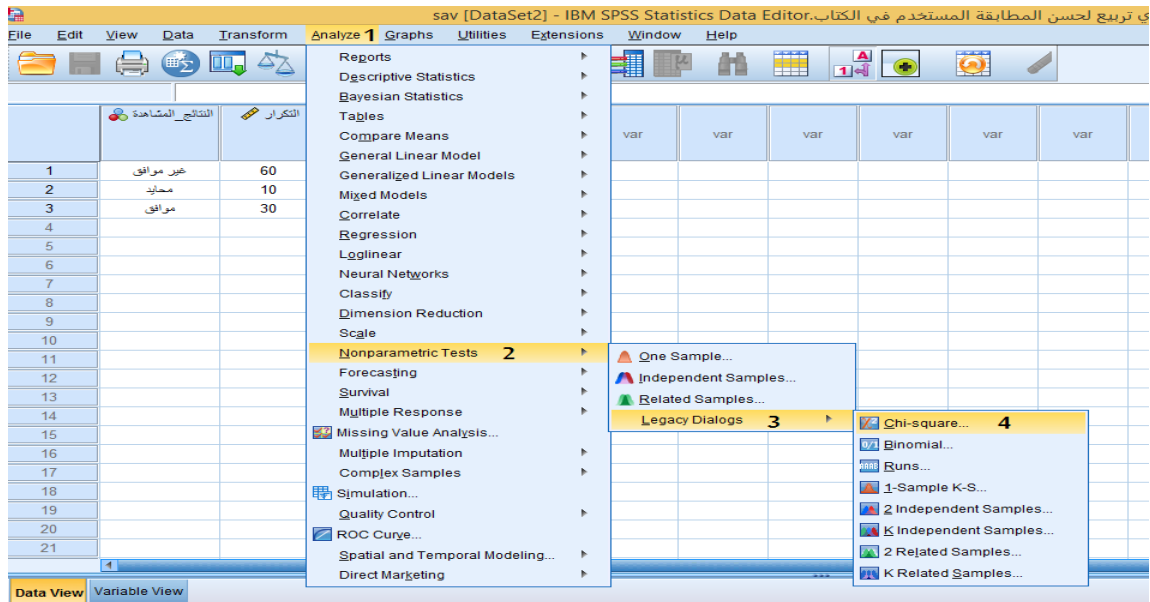 ي تربيع لحسن المطابقة المستخدم في الكتاب.sav [DataSet2] - IBM SPSS Statistics Data Editor
File Edit View Data Transform Analyze 1 Graphs Utilities Extensions Window Help
النتائج_المشاهدة التكرار var var var var var var
1 غير موافق 60
2 محايد 10
3 موافق 30
4
5
6
7
8
9
10
11
12
13
14
15
16
17
18
19
20
21
Reports
Descriptive Statistics
Bayesian Statistics
Tables
Compare Means
General Linear Model
Generalized Linear Models
Mixed Models
Correlate
Regression
Loglinear
Neural Networks
Classify
Dimension Reduction
Scale
Nonparametric Tests 2
Forecasting
Survival
Multiple Response
Missing Value Analysis...
Multiple Imputation
Complex Samples
Simulation...
Quality Control
ROC Curve...
Spatial and Temporal Modeling...
Direct Marketing
One Sample...
Independent Samples...
Related Samples...
Legacy Dialogs 3
Chi-square... 4
Binomial...
Runs...
1-Sample K-S...
2 Independent Samples...
K Independent Samples...
2 Related Samples...
K Related Samples...
Data View Variable View